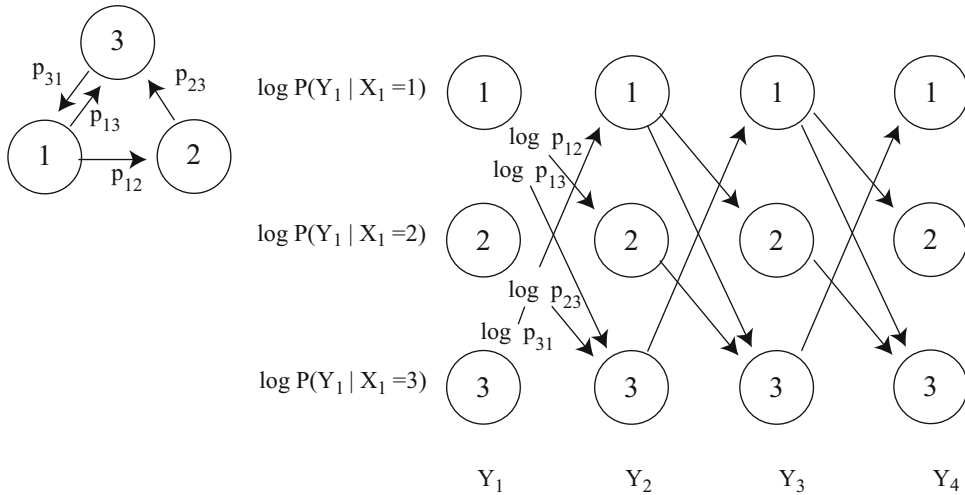 3
p31
p13
p23
1
2
p12
log P(Y1 | X1 =1)
1
1
1
1
log p12
log p13
log P(Y1 | X1 =2)
2
2
2
2
log p23
log p31
log P(Y1 | X1 =3)
3
3
3
3
Y1
Y2
Y3
Y4